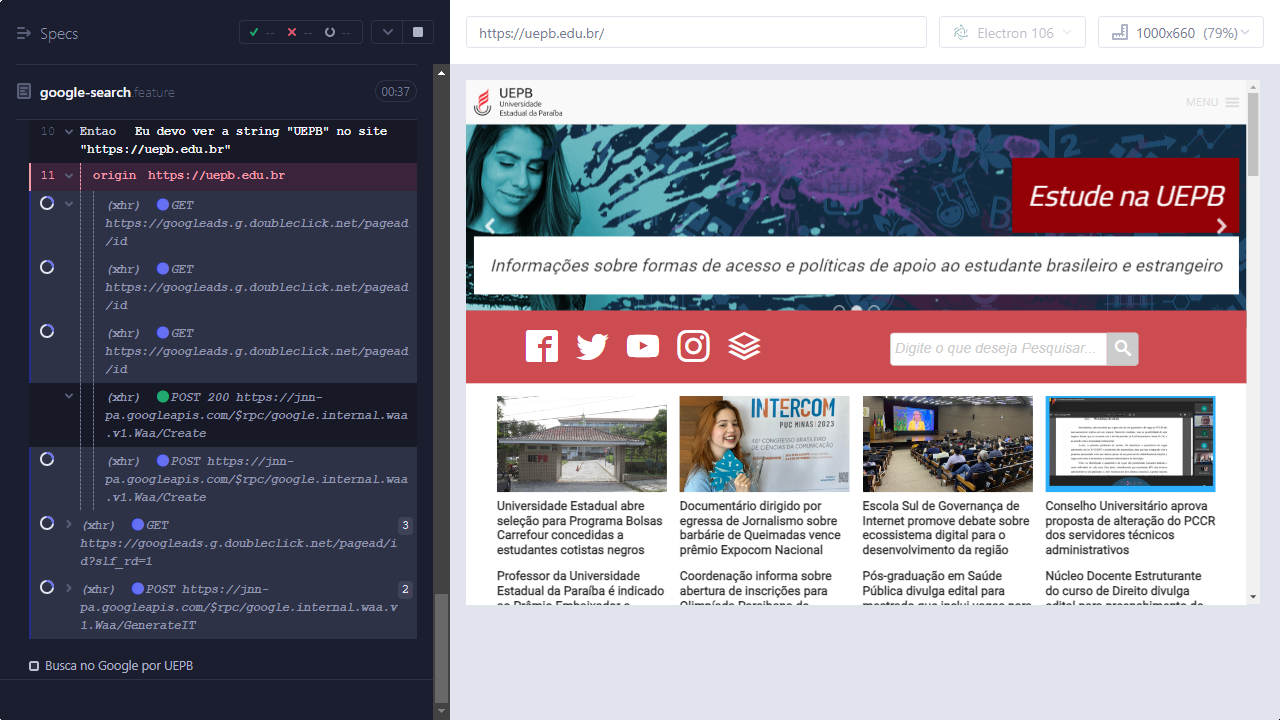 Specs
--
--
--
google-search.feature
00:37
10 Entao Eu devo ver a string "UEPB" no site
"https://uepb.edu.br"
11 origin https://uepb.edu.br
(xhr) GET
https://googleads.g.doubleclick.net/pagead
/id
(xhr) GET
https://googleads.g.doubleclick.net/pagead
/id
(xhr) GET
https://googleads.g.doubleclick.net/pagead
/id
(xhr) POST 200 https://jnn-
pa.googleapis.com/$rpc/google.internal.waa
.v1.Waa/Create
(xhr) POST https://jnn-
pa.googleapis.com/$rpc/google.internal.waa
.v1.Waa/Create
(xhr) GET 3
https://googleads.g.doubleclick.net/pagead/i
d?slf_rd=1
(xhr) POST https://jnn- 2
pa.googleapis.com/$rpc/google.internal.waa.v
1.Waa/GenerateIT
Busca no Google por UEPB
https://uepb.edu.br/
Electron 106
1000x660 (79%)
UEPB
Universidade
Estadual da Paraíba
MENU
Estude na UEPB
Informações sobre formas de acesso e políticas de apoio ao estudante brasileiro e estrangeiro
Digite o que deseja Pesquisar...
INTERCOM
PUC MINAS | 2023
46º CONGRESSO BRASILEIRO
DE CIÊNCIAS DA COMUNICAÇÃO
Universidade Estadual abre
seleção para Programa Bolsas
Carrefour concedidas a
estudantes cotistas negros
Documentário dirigido por
egressa de Jornalismo sobre
barbárie de Queimadas vence
prêmio Expocom Nacional
Escola Sul de Governança de
Internet promove debate sobre
ecossistema digital para o
desenvolvimento da região
Conselho Universitário aprova
proposta de alteração do PCCR
dos servidores técnicos
administrativos
Professor da Universidade
Estadual da Paraíba é indicado
ao Prêmio Embaixador o
Coordenação informa sobre
abertura de inscrições para
Olimpíada Paraibana de
Pós-graduação em Saúde
Pública divulga edital para
mestrado que inclui vagas para
Núcleo Docente Estruturante
do curso de Direito divulga
edital para preenchimento de